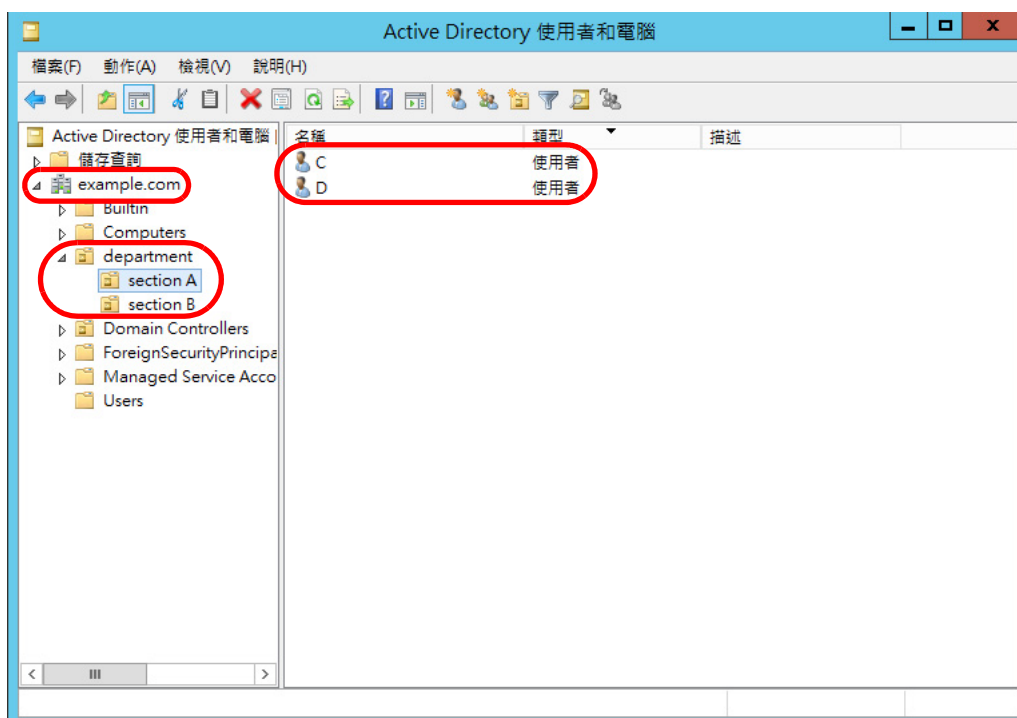 Active Directory 使用者和電腦
檔案(F) 動作(A) 檢視(V) 說明(H)
Active Directory 使用者和電腦
儲存查詢
example.com
Builtin
Computers
department
section A
section B
Domain Controllers
ForeignSecurityPrincipa
Managed Service Acco
Users
名稱 類型 描述
C 使用者
D 使用者